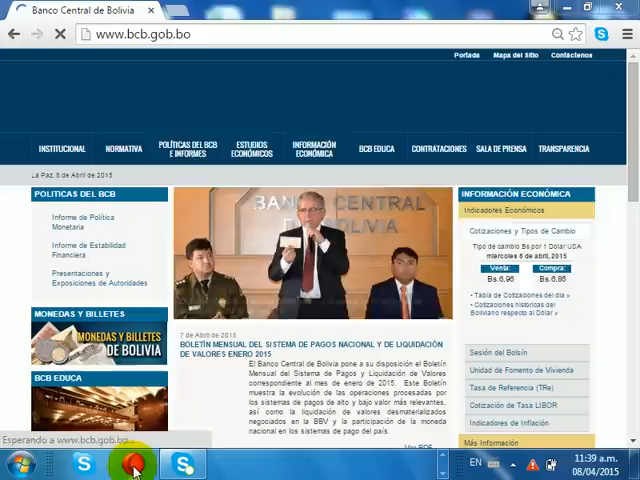 Banco Central de Bolivia
www.bcb.gob.bo
Portada
Mapa del Sitio
Contáctenos
INSTITUCIONAL
NORMATIVA
POLÍTICAS DEL BCB
E INFORMES
ESTUDIOS
ECONÓMICOS
INFORMACIÓN
ECONÓMICA
BCB EDUCA
CONTRATACIONES
SALA DE PRENSA
TRANSPARENCIA
La Paz, 8 de Abril de 2015
POLITICAS DEL BCB
Informe de Política
Monetaria
Informe de Estabilidad
Financiera
Presentaciones y
Exposiciones de Autoridades
MONEDAS Y BILLETES
MONEDAS Y BILLETES
DE BOLIVIA
BCB EDUCA
BANCO CENTRAL
DE BOLIVIA
7 de Abril de 2015
BOLETÍN MENSUAL DEL SISTEMA DE PAGOS NACIONAL Y DE LIQUIDACIÓN
DE VALORES ENERO 2015
El Banco Central de Bolivia pone a su disposición el Boletín
Mensual del Sistema de Pagos y Liquidación de Valores
correspondiente al mes de enero de 2015. Este Boletín
muestra la evolución de las operaciones procesadas por
los sistemas de pagos de alto y bajo valor más relevantes,
así como la liquidación de valores desmaterializados
negociados en la BBV y la participación de la moneda
nacional en los sistemas de pago del país.
Ver PDF
INFORMACIÓN ECONÓMICA
Indicadores Económicos
Cotizaciones y Tipos de Cambio
Tipo de cambio Bs por 1 Dólar USA
miércoles 8 de abril, 2015
Venta: Compra:
Bs.6,96 Bs.6,86
• Tabla de Cotizaciones del día »
• Cotizaciones históricas del
Boliviano respecto al Dólar »
Sesión del Bolsín
Unidad de Fomento de Vivienda
Tasa de Referencia (TRe)
Cotización de Tasa LIBOR
Indicadores de Inflación
Más Información
Esperando a www.bcb.gob.bo...
EN
11:39 a.m.
08/04/2015